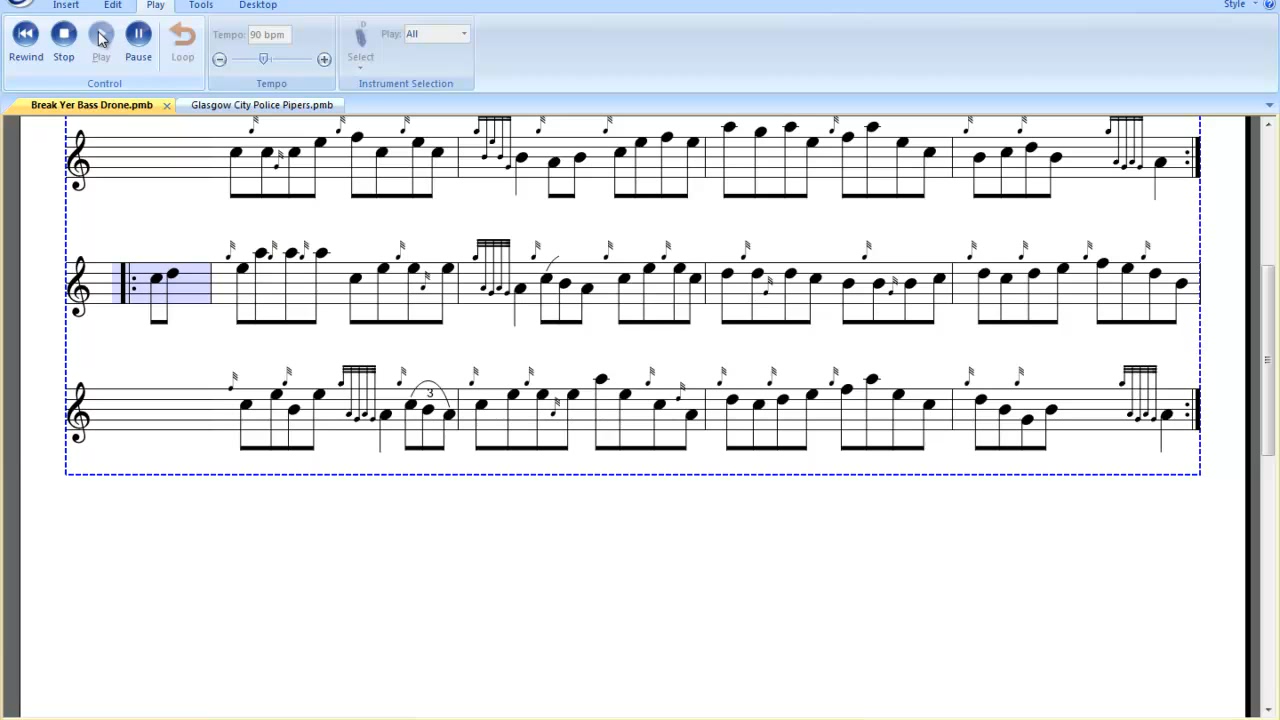 Insert Edit Play Tools Desktop Style
Tempo: 90 bpm D Play: All
Rewind Stop Play Pause Loop Select
Control Tempo Instrument Selection
Break Yer Bass Drone.pmb Glasgow City Police Pipers.pmb
3